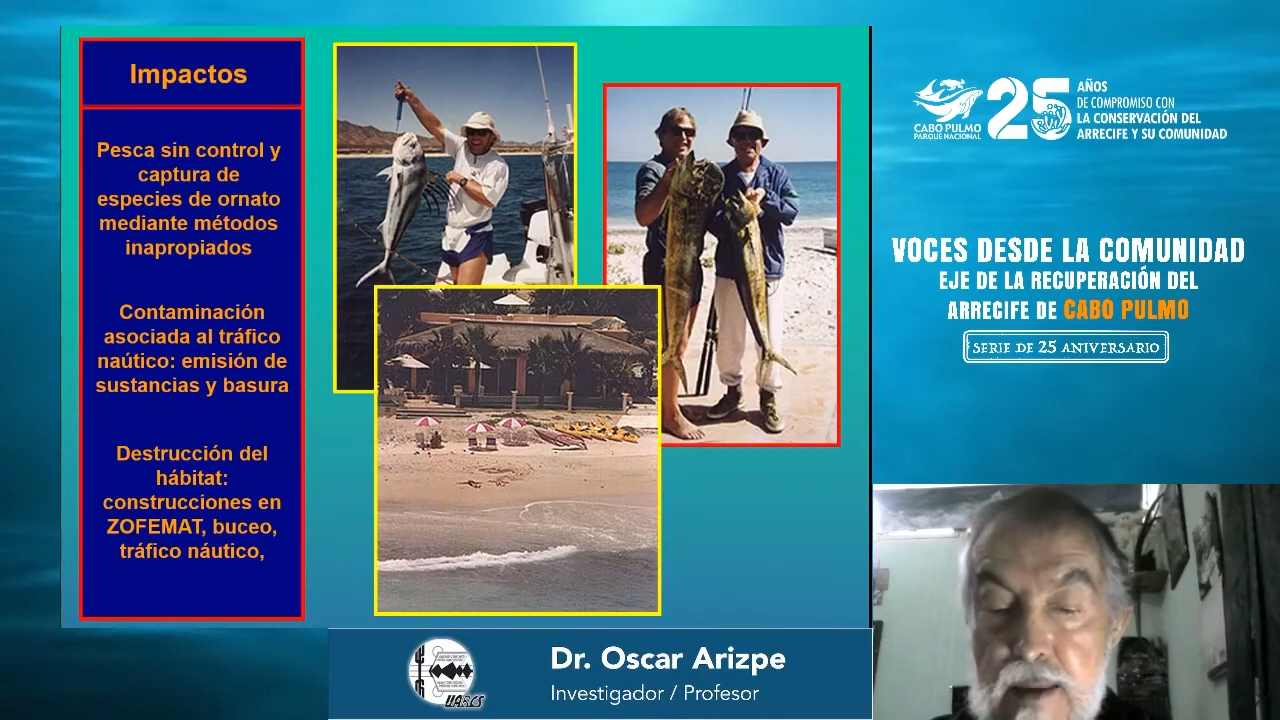 Impactos
Pesca sin control y
captura de
especies de ornato
mediante métodos
inapropiados
Contaminación
asociada al tráfico
naútico: emisión de
sustancias y basura
Destrucción del
hábitat:
construcciones en
ZOFEMAT, buceo,
tráfico náutico,
CABO PULMO
PARQUE NACIONAL
25
AÑOS
DE COMPROMISO CON
LA CONSERVACIÓN DEL
ARRECIFE Y SU COMUNIDAD
VOCES DESDE LA COMUNIDAD
EJE DE LA RECUPERACIÓN DEL
ARRECIFE DE CABO PULMO
SERIE DE 25 ANIVERSARIO
UABCS
Dr. Oscar Arizpe
Investigador / Profesor